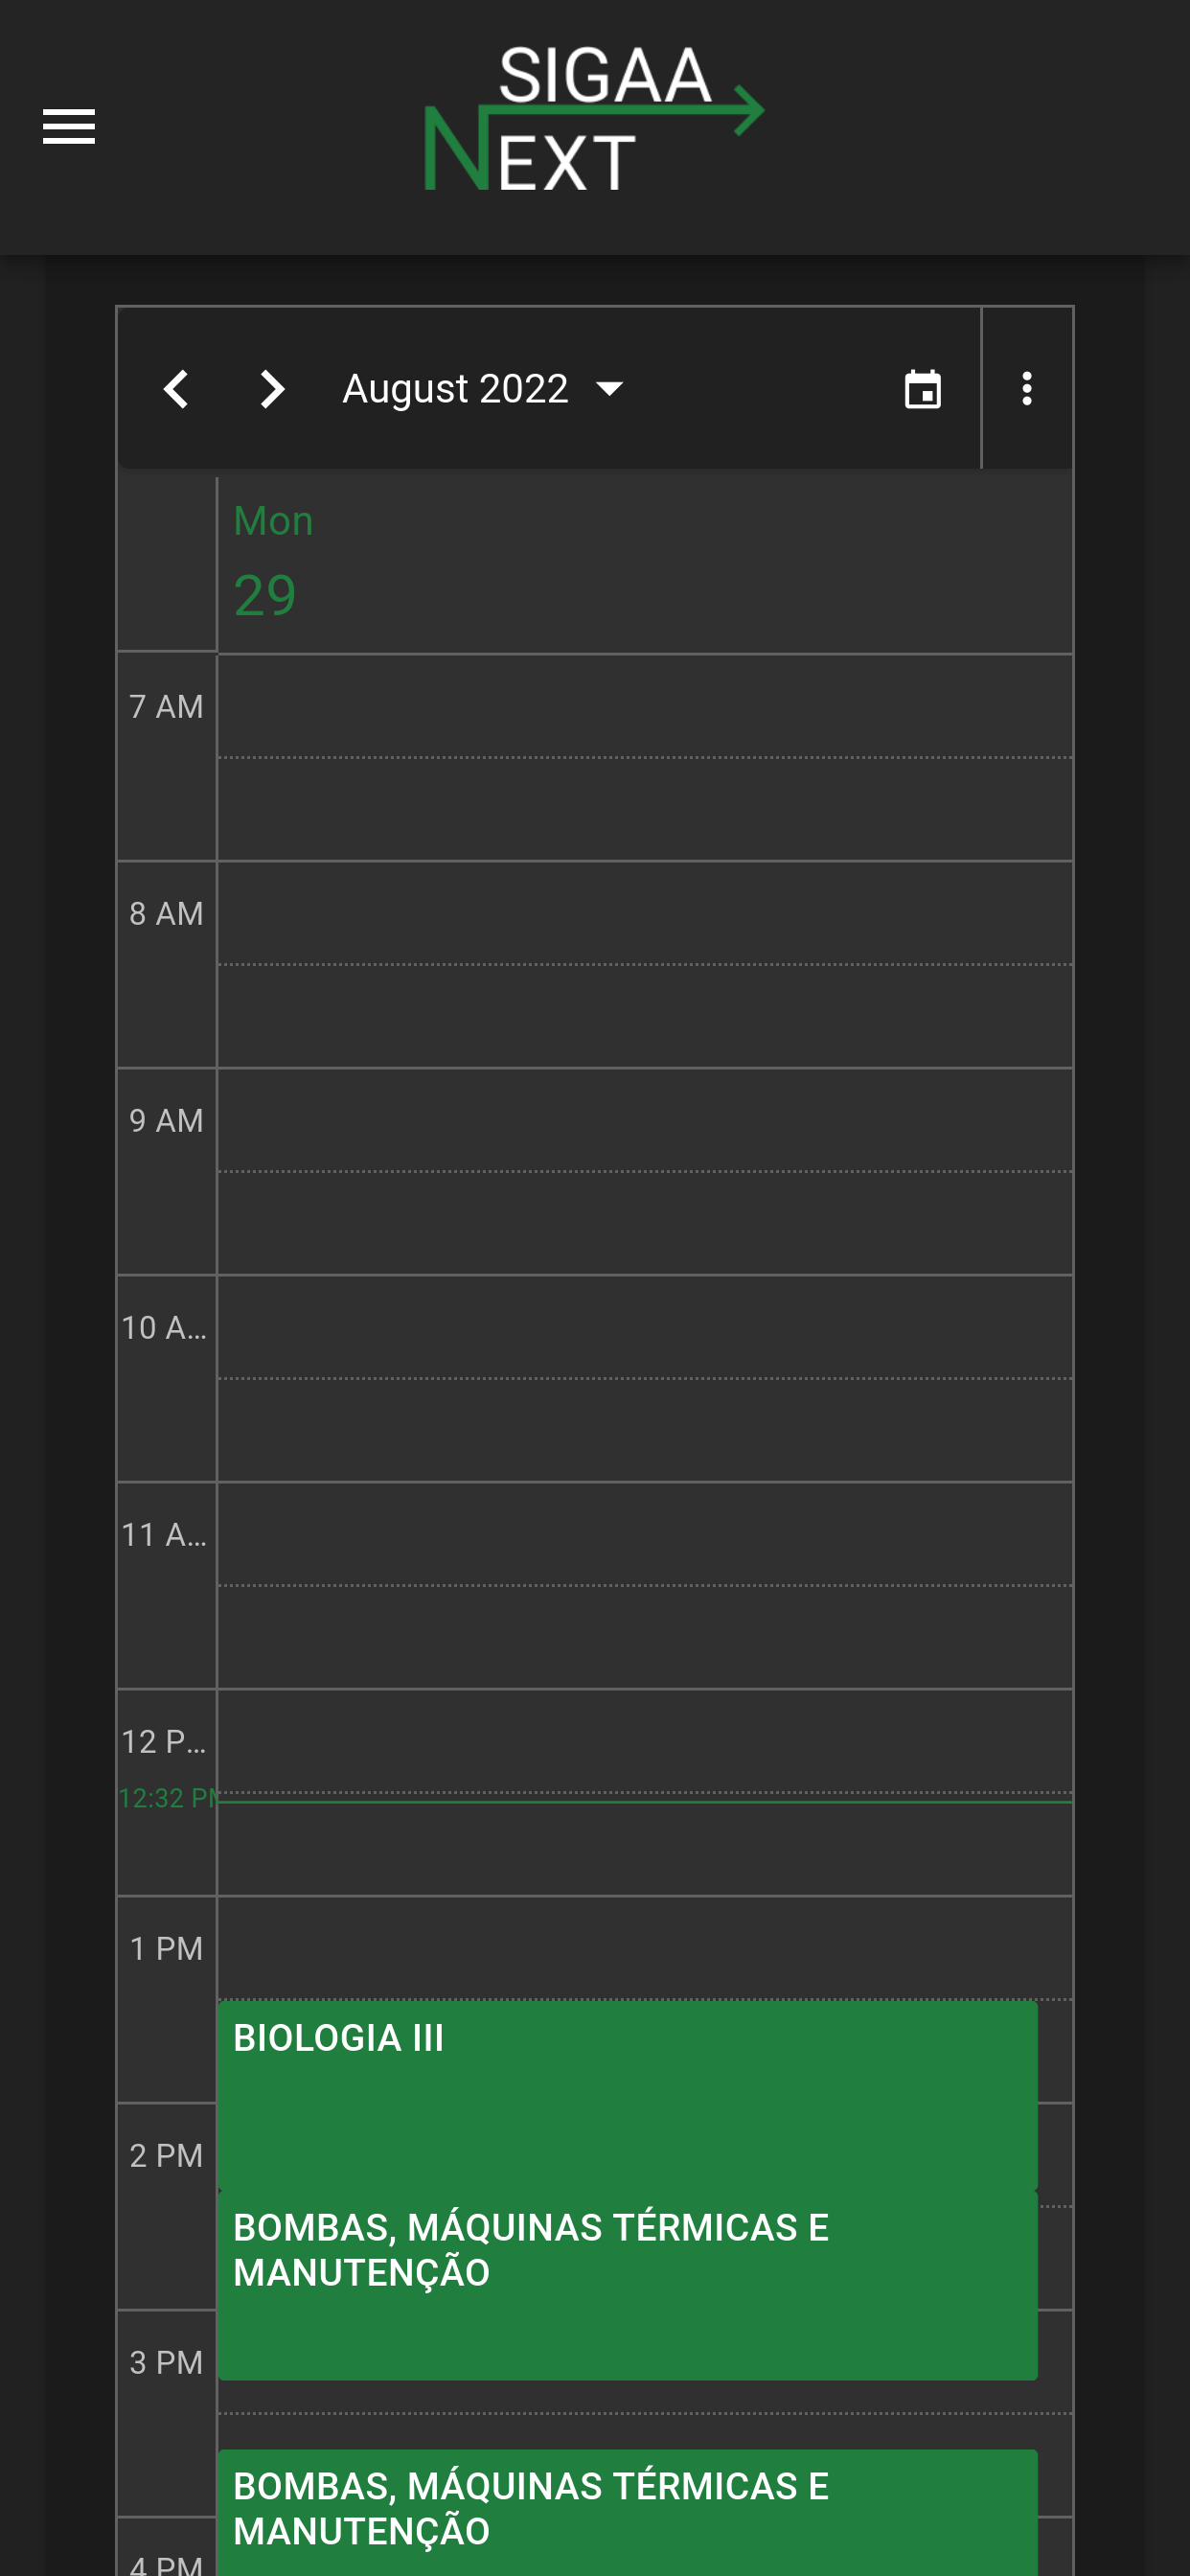 SIGAA
NEXT
August 2022
Mon
29
7 AM
8 AM
9 AM
10 A...
11 A...
12 P...
12:32 PM
1 PM
BIOLOGIA III
2 PM
BOMBAS, MÁQUINAS TÉRMICAS E
MANUTENÇÃO
3 PM
BOMBAS, MÁQUINAS TÉRMICAS E
MANUTENÇÃO
4 PM